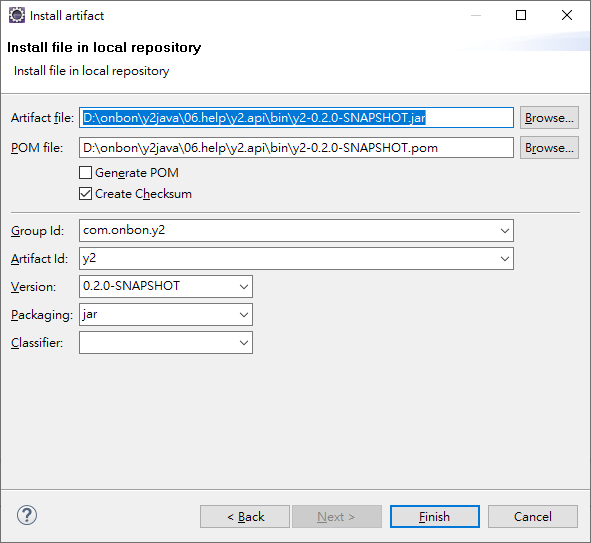 Install artifact
Install file in local repository
Install file in local repository
Artifact file: D:\onbon\y2java\06.help\y2.api\bin\y2-0.2.0-SNAPSHOT.jar Browse...
POM file: D:\onbon\y2java\06.help\y2.api\bin\y2-0.2.0-SNAPSHOT.pom Browse...
Generate POM
Create Checksum
Group Id: com.onbon.y2
Artifact Id: y2
Version: 0.2.0-SNAPSHOT
Packaging: jar
Classifier:
? < Back Next > Finish Cancel